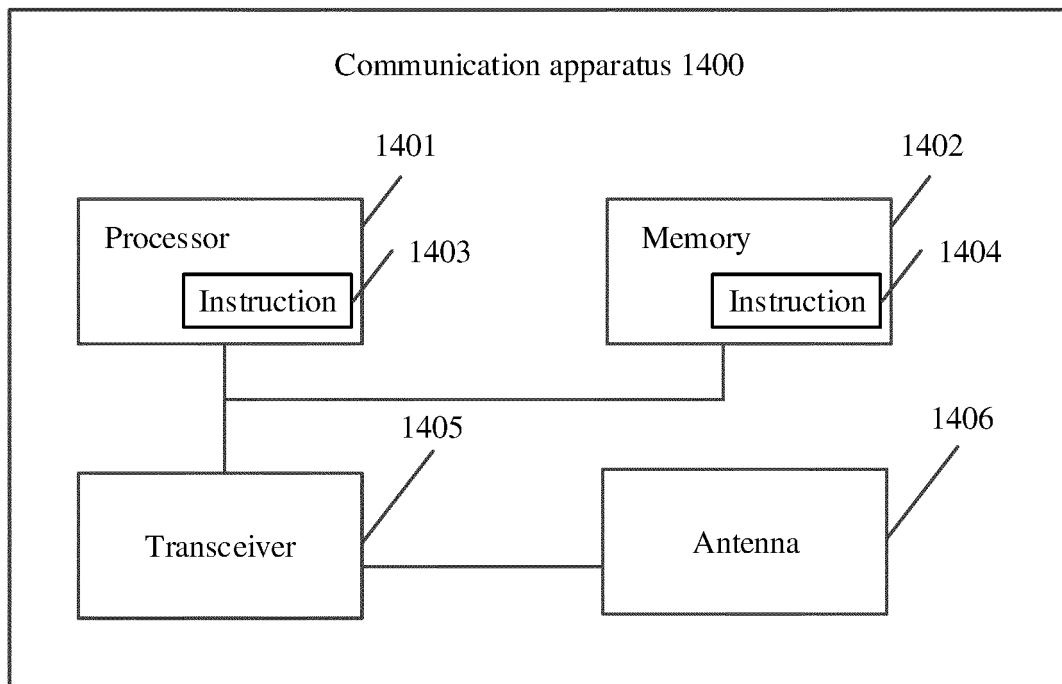 Communication apparatus 1400
1401
1402
Processor
1403
Instruction
Memory
1404
Instruction
1405
1406
Transceiver
Antenna